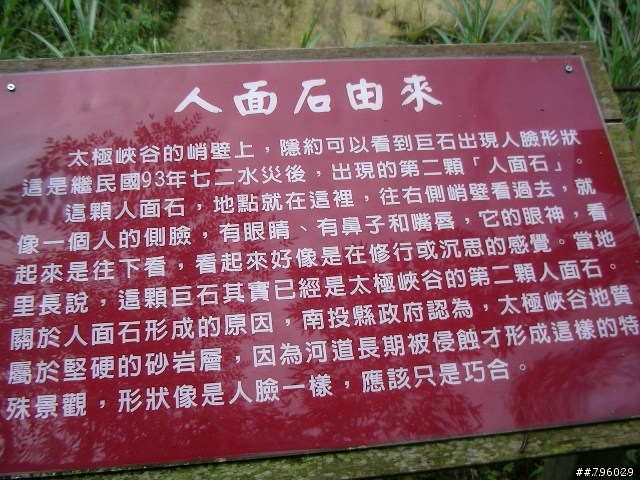 人面石由來
太極峽谷的峭壁上，隱約可以看到巨石出現人臉形狀
這是繼民國93年七二水災後，出現的第二顆「人面石」。
這顆人面石，地點就在這裡，往右側峭壁看過去，就
像一個人的側臉，有眼睛、有鼻子和嘴唇，它的眼神，看
起來是往下看，看起來好像是在修行或沉思的感覺。當地
里長說，這顆巨石其實已經是太極峽谷的第二顆人面石。
關於人面石形成的原因，南投縣政府認為，太極峽谷地質
屬於堅硬的砂岩層，因為河道長期被侵蝕才形成這樣的特
殊景觀，形狀像是人臉一樣，應該只是巧合。
##796029